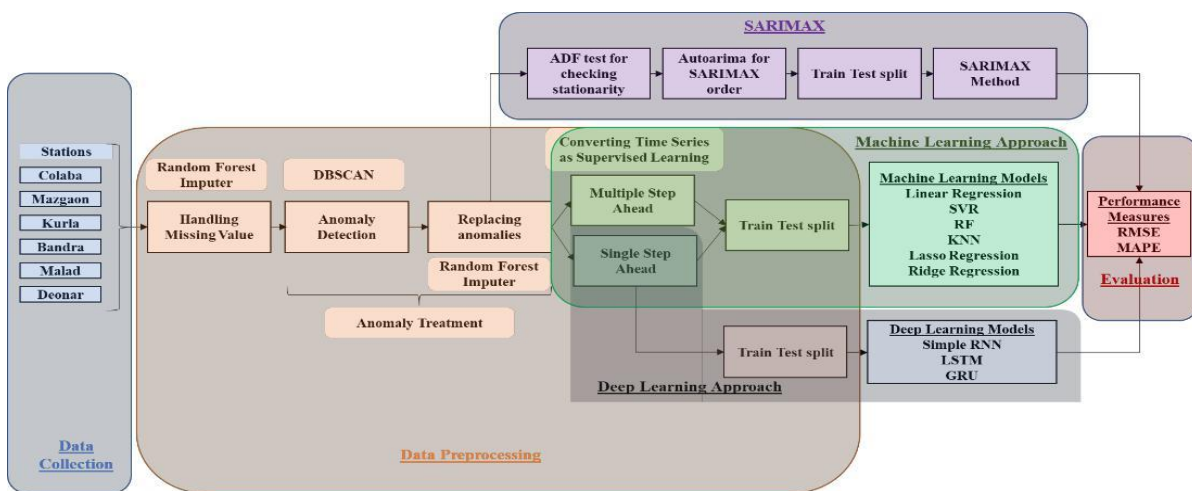 SARIMAX
ADF test for
checking
stationarity
Autoarima for
SARIMAX
order
Train Test split
SARIMAX
Method
Stations
Colaba
Mazgaon
Kurla
Bandra
Malad
Deonar
Data
Collection
Random Forest
Imputer
Handling
Missing Value
DBSCAN
Anomaly
Detection
Replacing
anomalies
Random Forest
Imputer
Anomaly Treatment
Data Preprocessing
Converting Time Series
as Supervised Learning
Multiple Step
Ahead
Single Step
Ahead
Train Test split
Machine Learning Approach
Machine Learning Models
Linear Regression
SVR
RF
KNN
Lasso Regression
Ridge Regression
Train Test split
Deep Learning Approach
Deep Learning Models
Simple RNN
LSTM
GRU
Performance
Measures
RMSE
MAPE
Evaluation